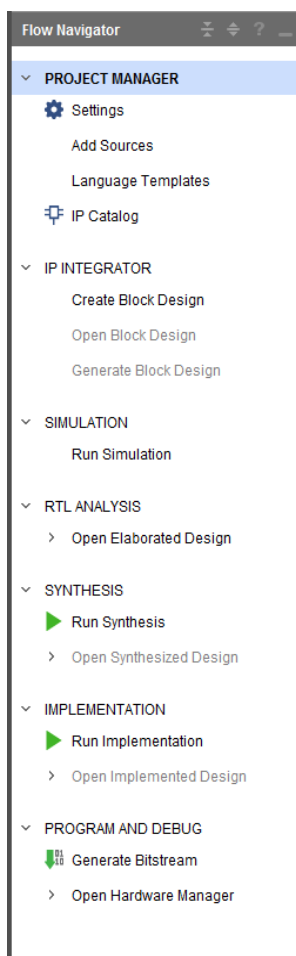 Flow Navigator ?
PROJECT MANAGER
Settings
Add Sources
Language Templates
IP Catalog
IP INTEGRATOR
Create Block Design
Open Block Design
Generate Block Design
SIMULATION
Run Simulation
RTL ANALYSIS
Open Elaborated Design
SYNTHESIS
Run Synthesis
Open Synthesized Design
IMPLEMENTATION
Run Implementation
Open Implemented Design
PROGRAM AND DEBUG
Generate Bitstream
Open Hardware Manager